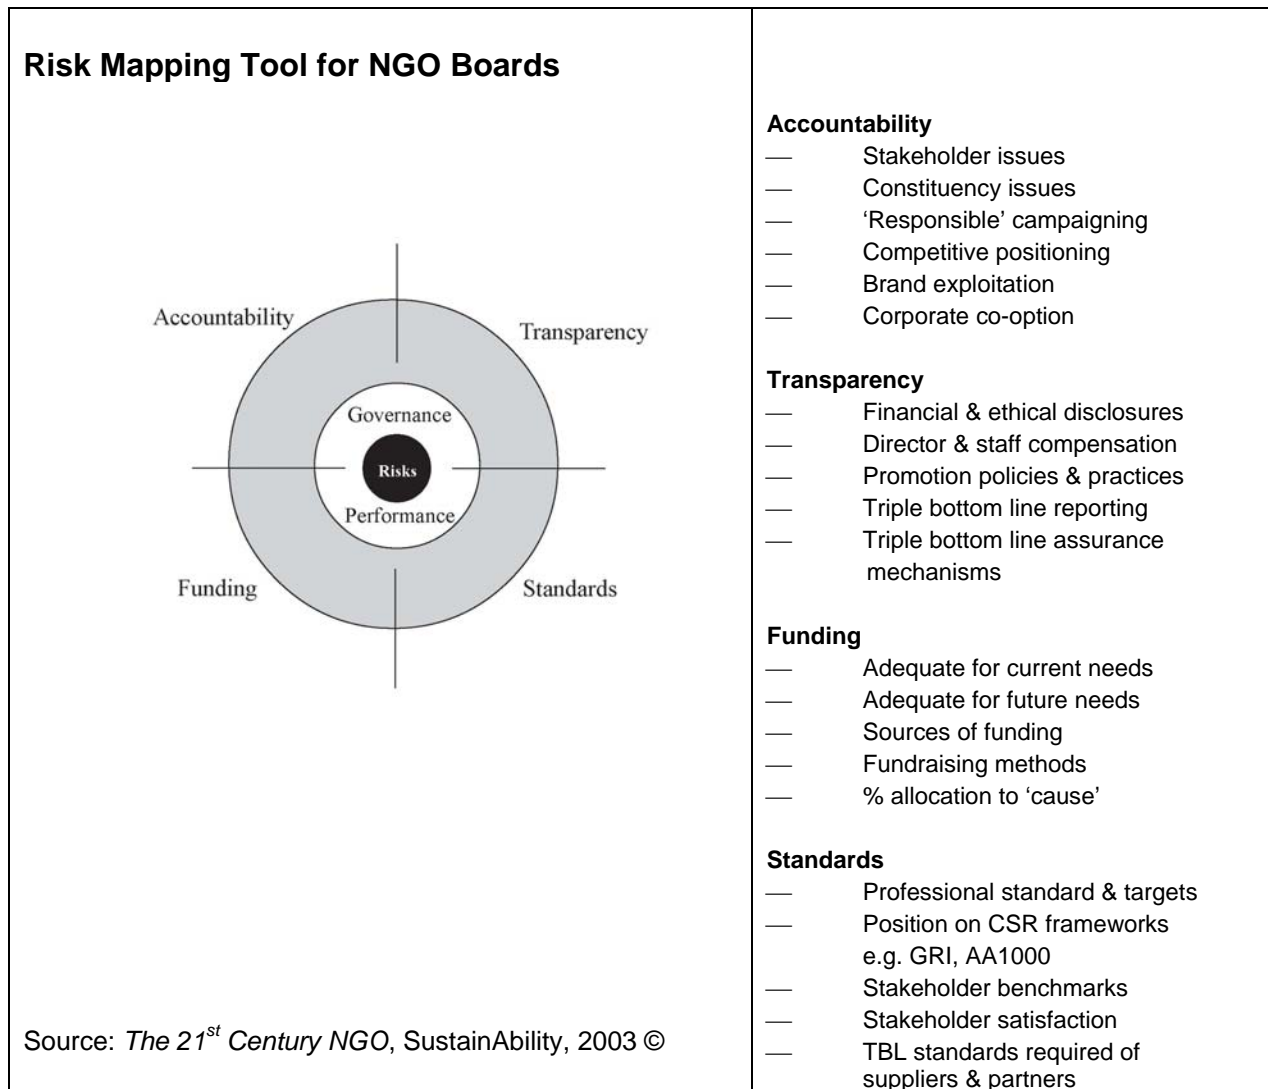 Risk Mapping Tool for NGO Boards
Accountability
Transparency
Governance
Risks
Performance
Funding
Standards
Source: The 21st Century NGO, SustainAbility, 2003 ©
Accountability
— Stakeholder issues
— Constituency issues
— ‘Responsible’ campaigning
— Competitive positioning
— Brand exploitation
— Corporate co-option
Transparency
— Financial & ethical disclosures
— Director & staff compensation
— Promotion policies & practices
— Triple bottom line reporting
— Triple bottom line assurance
mechanisms
Funding
— Adequate for current needs
— Adequate for future needs
— Sources of funding
— Fundraising methods
— % allocation to ‘cause’
Standards
— Professional standard & targets
— Position on CSR frameworks
e.g. GRI, AA1000
— Stakeholder benchmarks
— Stakeholder satisfaction
— TBL standards required of
suppliers & partners